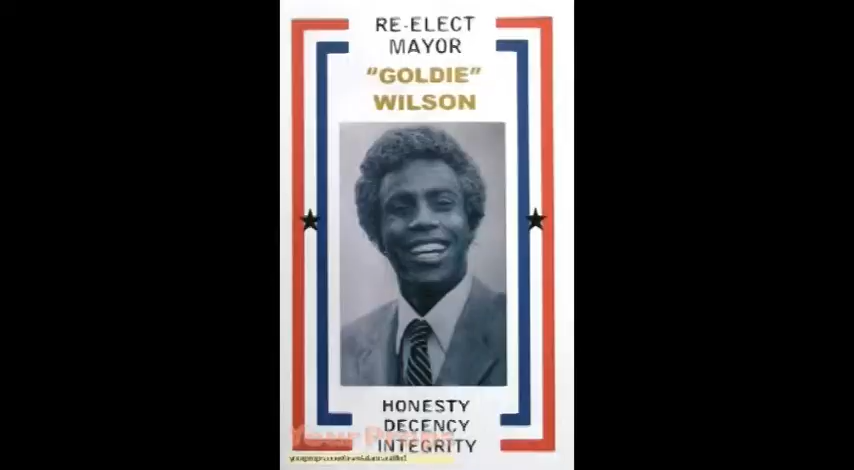 RE-ELECT
MAYOR
"GOLDIE"
WILSON
HONESTY
DECENCY
INTEGRITY